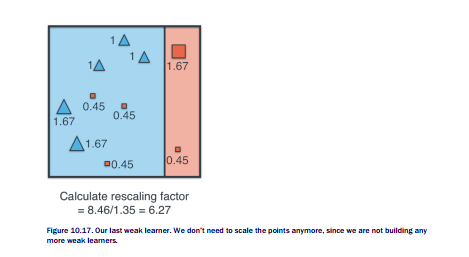 1
1
1
1.67
0.45
0.45
1.67
1.67
0.45
0.45
Calculate rescaling factor
= 8.46/1.35 = 6.27
Figure 10.17. Our last weak learner. We don't need to scale the points anymore, since we are not building any
more weak learners.